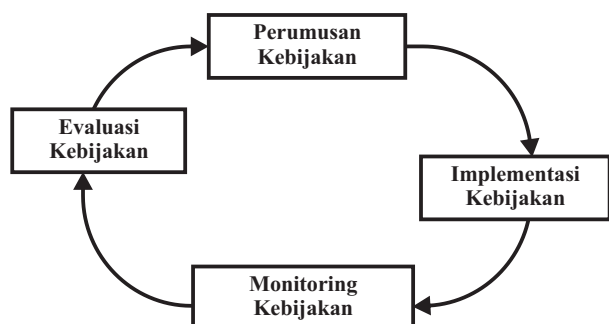 Perumusan
Kebijakan
Evaluasi
Kebijakan
Implementasi
Kebijakan
Monitoring
Kebijakan